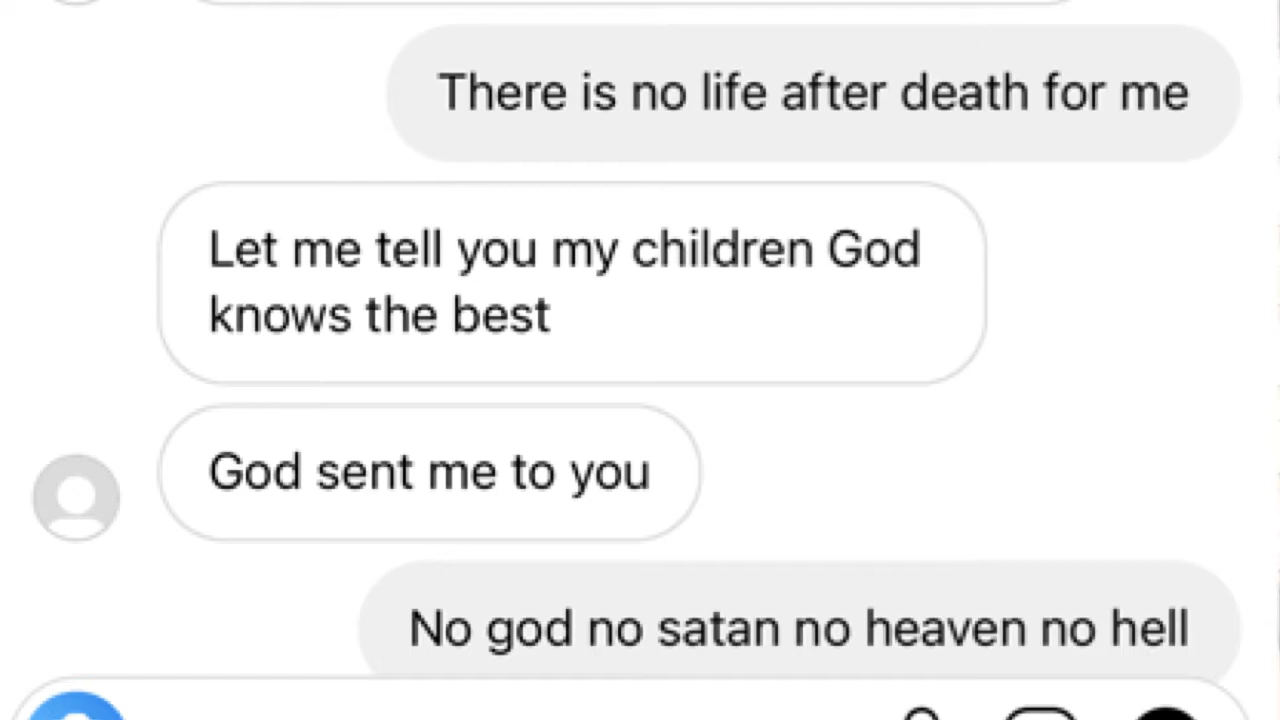 There is no life after death for me
Let me tell you my children God
knows the best
God sent me to you
No god no satan no heaven no hell